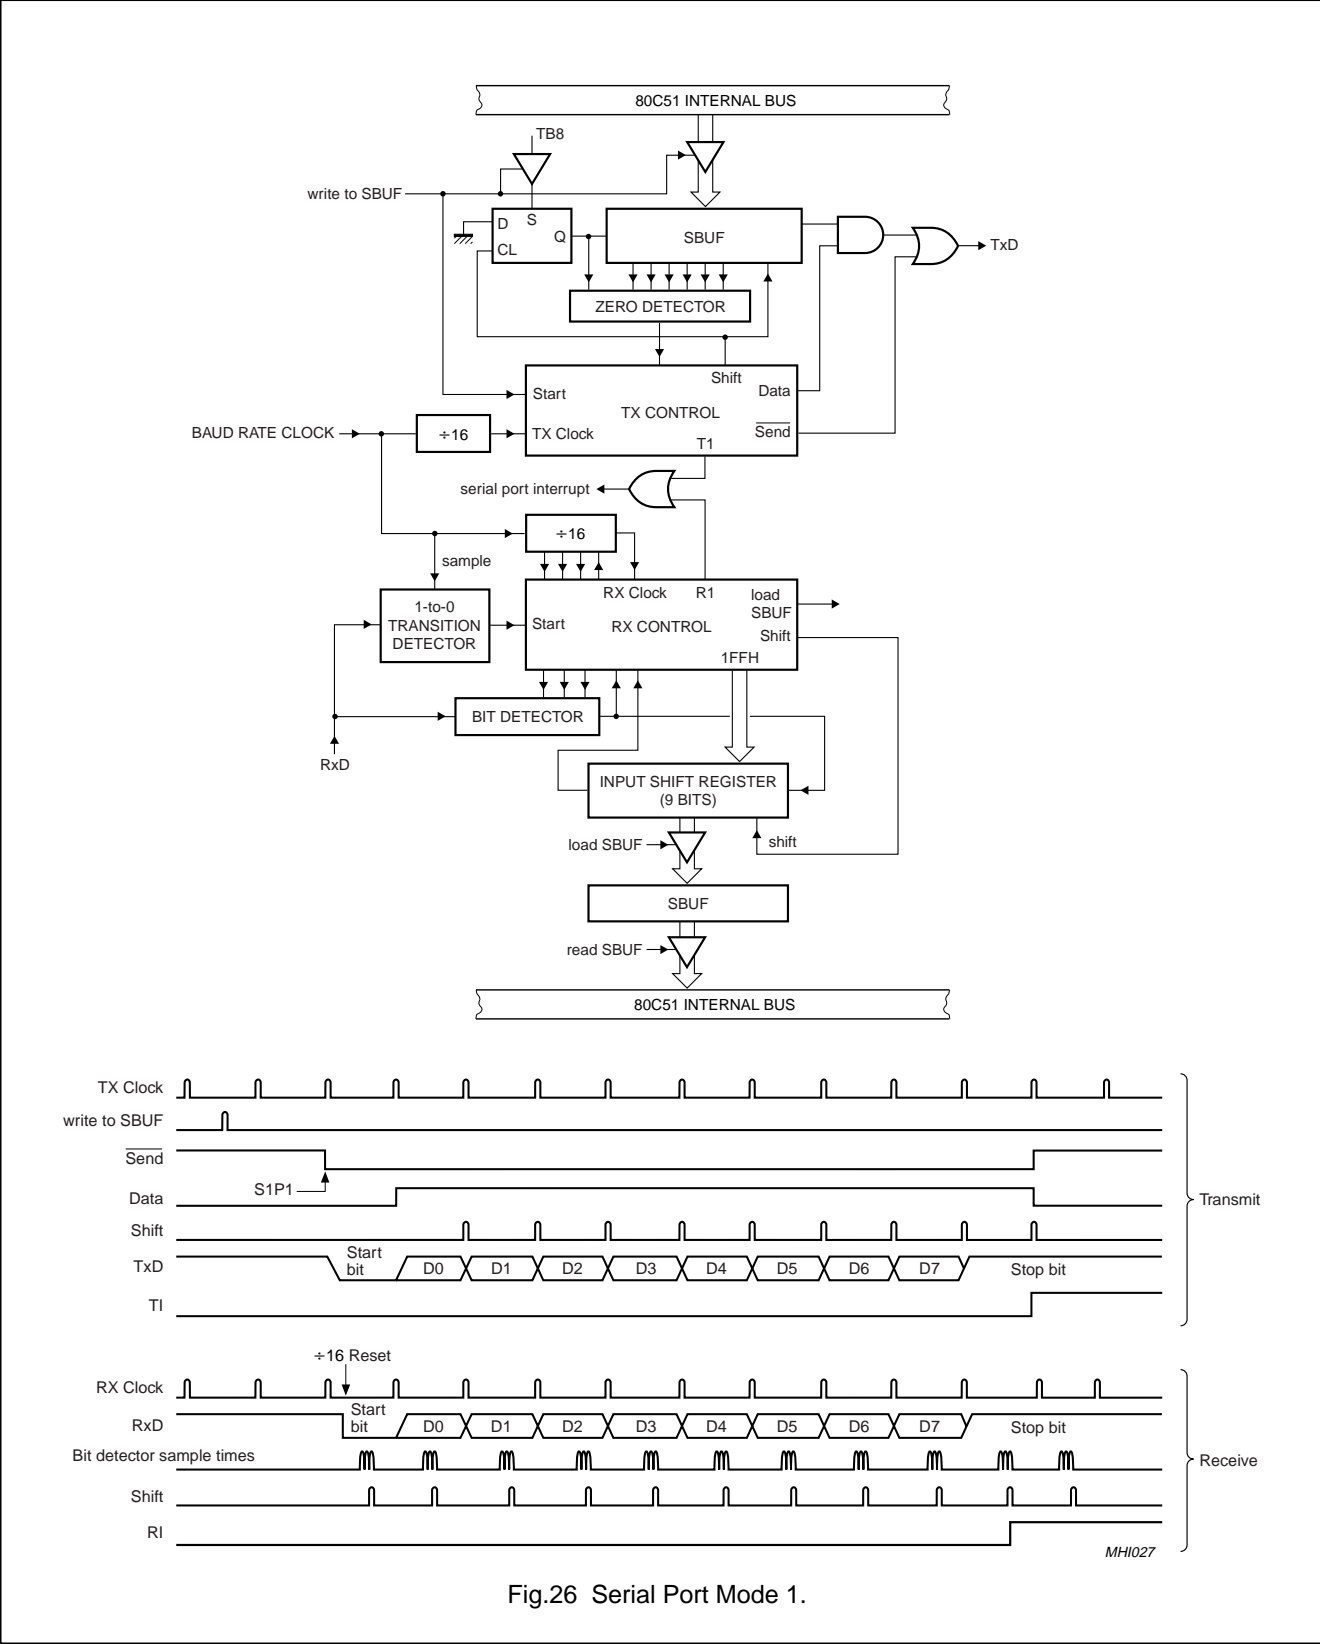 80C51 INTERNAL BUS
TB8
write to SBUF
D
S
Q
CL
SBUF
TxD
ZERO DETECTOR
Shift
Start
Data
TX CONTROL
BAUD RATE CLOCK
÷16
TX Clock
Send
T1
serial port interrupt
÷16
sample
RX Clock
R1
load
SBUF
1-to-0
TRANSITION
DETECTOR
Start
RX CONTROL
Shift
1FFH
BIT DETECTOR
RxD
INPUT SHIFT REGISTER
(9 BITS)
load SBUF
shift
SBUF
read SBUF
80C51 INTERNAL BUS
TX Clock
write to SBUF
Send
S1P1
Data
Transmit
Shift
TxD
Start
bit
D0 D1 D2 D3 D4 D5 D6 D7 Stop bit
TI
÷16 Reset
RX Clock
RxD
Start
bit
D0 D1 D2 D3 D4 D5 D6 D7 Stop bit
Bit detector sample times
Receive
Shift
RI
MHI027
Fig.26 Serial Port Mode 1.